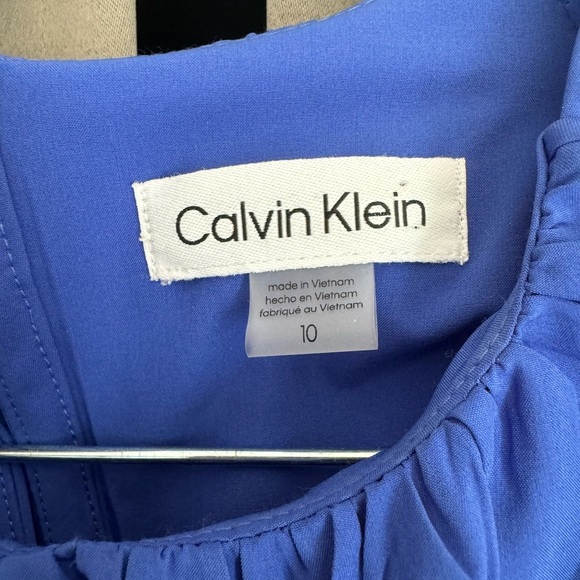 Calvin Klein
made in Vietnam
hecho en Vietnam
fabriqué au Vietnam
10